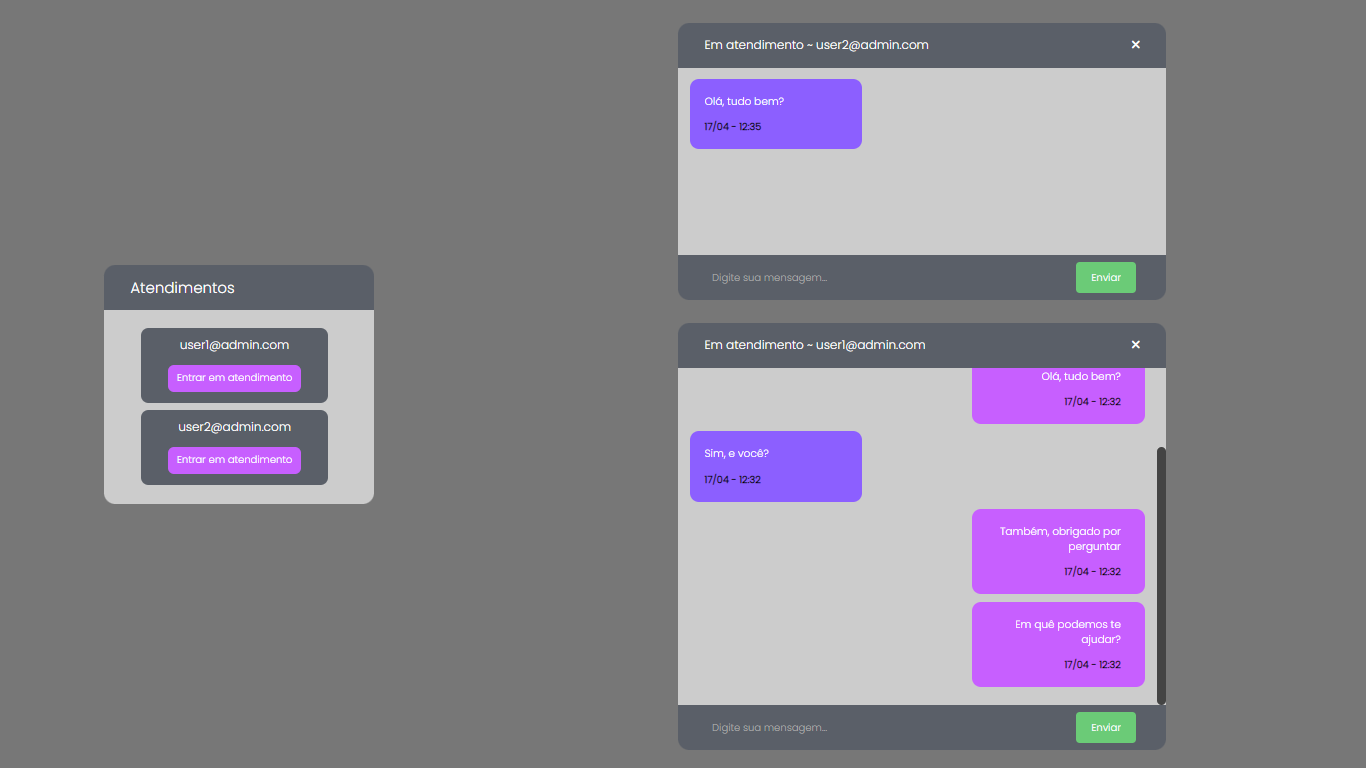 Atendimentos
user1@admin.com
Entrar em atendimento
user2@admin.com
Entrar em atendimento
Em atendimento ~ user2@admin.com ×
Olá, tudo bem?
17/04 - 12:35
Digite sua mensagem...
Enviar
Em atendimento ~ user1@admin.com ×
Olá, tudo bem?
17/04 - 12:32
Sim, e você?
17/04 - 12:32
Também, obrigado por
perguntar
17/04 - 12:32
Em quê podemos te
ajudar?
17/04 - 12:32
Digite sua mensagem...
Enviar